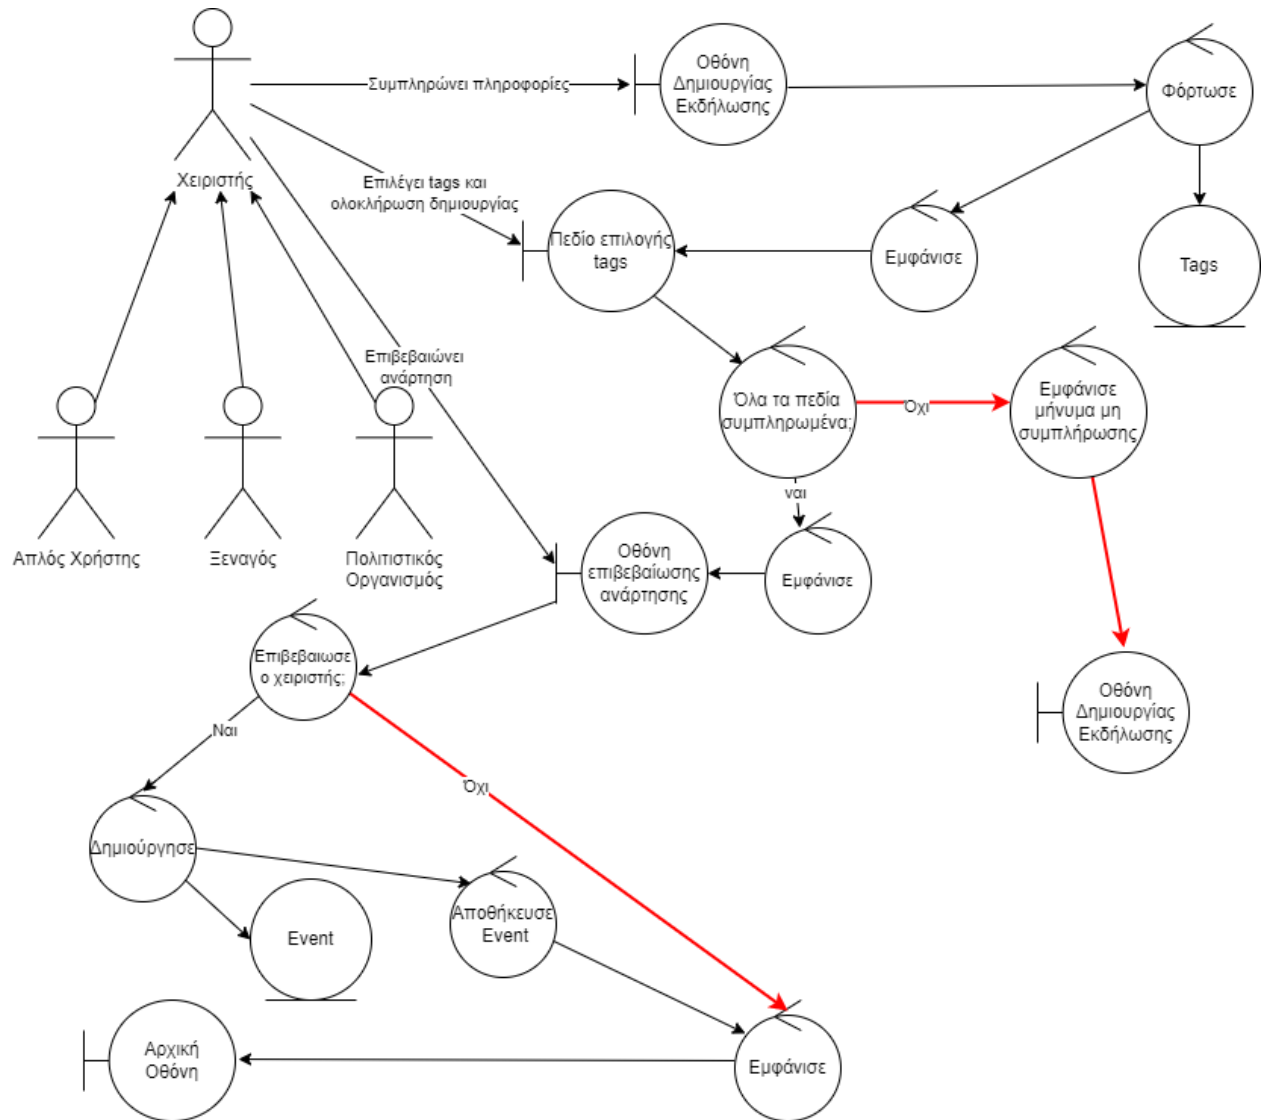 Οθόνη
Δημιουργίας
Εκδήλωσης
Συμπληρώνει πληροφορίες
Φόρτωσε
Χειριστής
Επιλέγει tags και
ολοκλήρωση δημιουργίας
Πεδίο επιλογής
tags
Εμφάνισε
Tags
Επιβεβαιώνει
ανάρτηση
Όλα τα πεδία
συμπληρωμένα;
Όχι
Εμφάνισε
μήνυμα μη
συμπλήρωσης
ναι
Απλός Χρήστης
Ξεναγός
Πολιτιστικός
Οργανισμός
Οθόνη
επιβεβαίωσης
ανάρτησης
Εμφάνισε
Επιβεβαιωσε
ο χειριστής;
Οθόνη
Δημιουργίας
Εκδήλωσης
Ναι
Όχι
Δημιούργησε
Event
Αποθήκευσε
Event
Αρχική
Οθόνη
Εμφάνισε